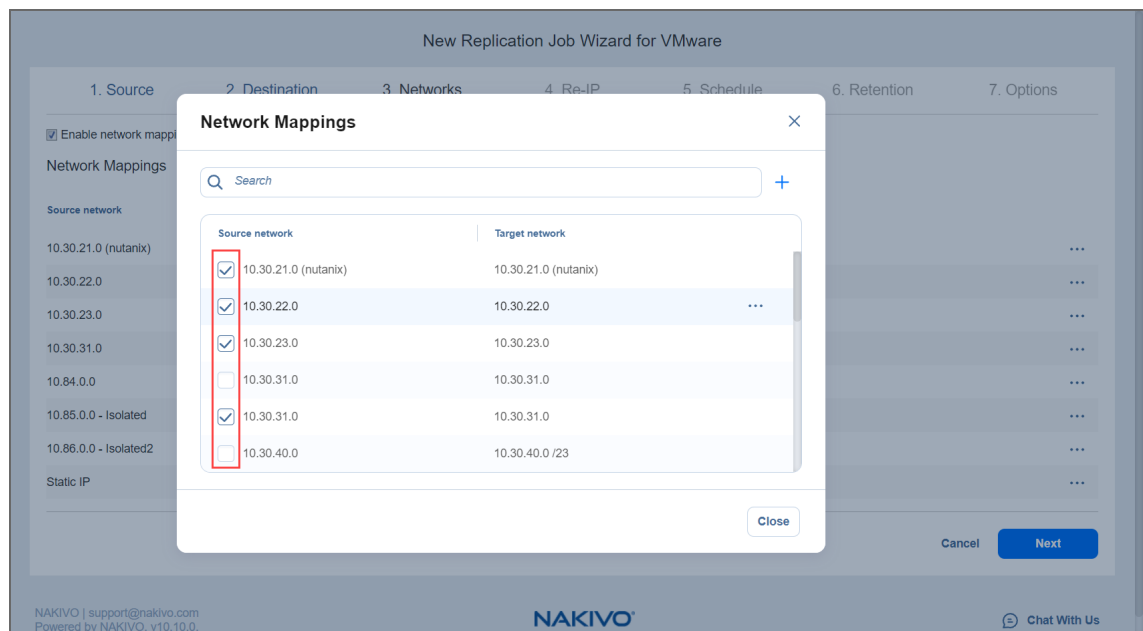 New Replication Job Wizard for VMware
1. Source 2. Destination 3. Networks 4. Re-IP 5. Schedule 6. Retention 7. Options
Enable network mappi
Network Mappings
Source network
10.30.21.0 (nutanix)
10.30.22.0
10.30.23.0
10.30.31.0
10.84.0.0
10.85.0.0 - Isolated
10.86.0.0 - Isolated2
Static IP
Network Mappings
Search
Source network Target network
10.30.21.0 (nutanix) 10.30.21.0 (nutanix)
10.30.22.0 10.30.22.0
10.30.23.0 10.30.23.0
10.30.31.0 10.30.31.0
10.30.31.0 10.30.31.0
10.30.40.0 10.30.40.0 /23
Close
Cancel Next
NAKIVO | support@nakivo.com
Powered by NAKIVO, v10.10.0.
NAKIVO®
Chat With Us